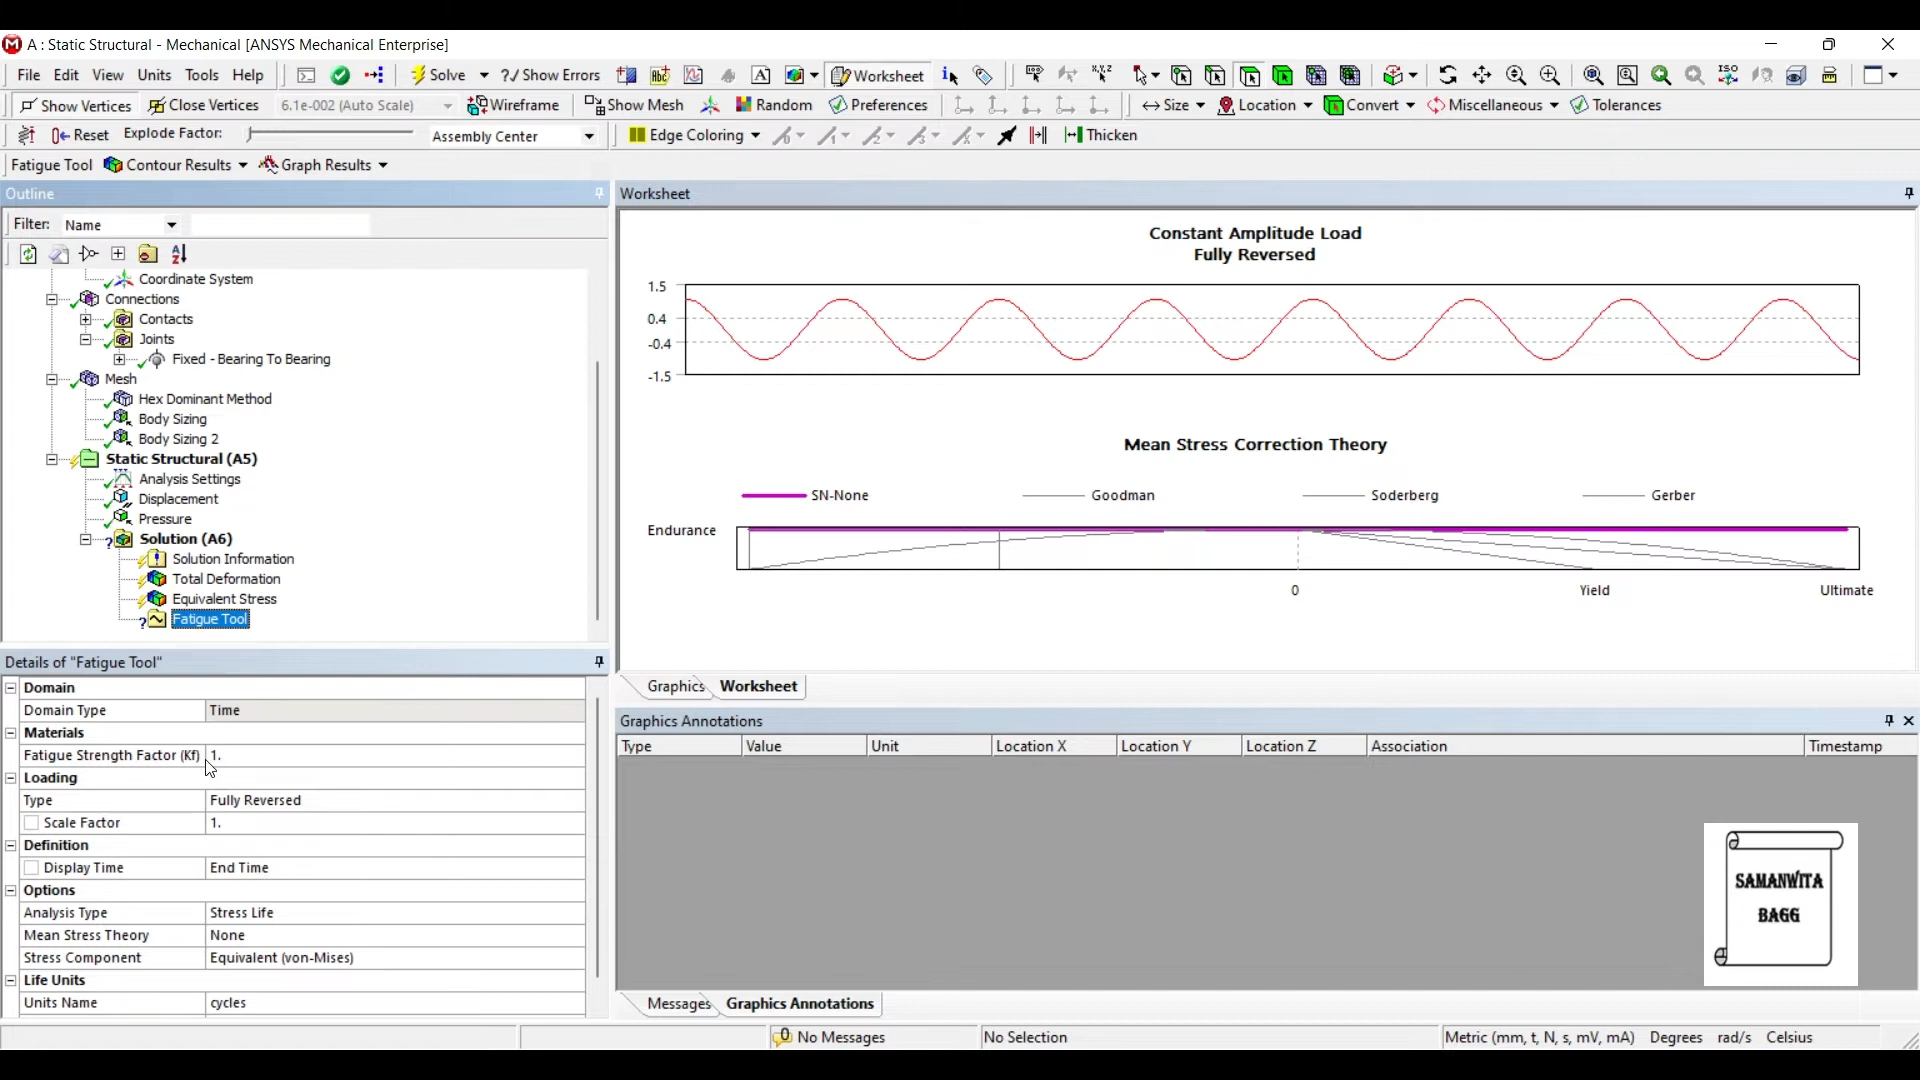 A : Static Structural - Mechanical [ANSYS Mechanical Enterprise]
File Edit View Units Tools Help Solve ?/ Show Errors Worksheet
Show Vertices Close Vertices 6.1e-002 (Auto Scale) Wireframe Show Mesh Random Preferences Size Location Convert Miscellaneous Tolerances
Reset Explode Factor: Assembly Center Edge Coloring Thicken
Fatigue Tool Contour Results Graph Results
Outline
Filter: Name
Coordinate System
Connections
Contacts
Joints
Fixed - Bearing To Bearing
Mesh
Hex Dominant Method
Body Sizing
Body Sizing 2
Static Structural (A5)
Analysis Settings
Displacement
Pressure
Solution (A6)
Solution Information
Total Deformation
Equivalent Stress
Fatigue Tool
Details of "Fatigue Tool"
Domain
Domain Type Time
Materials
Fatigue Strength Factor (Kf) 1.
Loading
Type Fully Reversed
Scale Factor 1.
Definition
Display Time End Time
Options
Analysis Type Stress Life
Mean Stress Theory None
Stress Component Equivalent (von-Mises)
Life Units
Units Name cycles
Worksheet
Constant Amplitude Load
Fully Reversed
1.5
0.4
-0.4
-1.5
Mean Stress Correction Theory
SN-None Goodman Soderberg Gerber
Endurance
0 Yield Ultimate
Graphics Worksheet
Graphics Annotations
Type Value Unit Location X Location Y Location Z Association Timestamp
SAMANWITA
BAGG
Messages Graphics Annotations
0 No Messages No Selection Metric (mm, t, N, s, mV, mA) Degrees rad/s Celsius